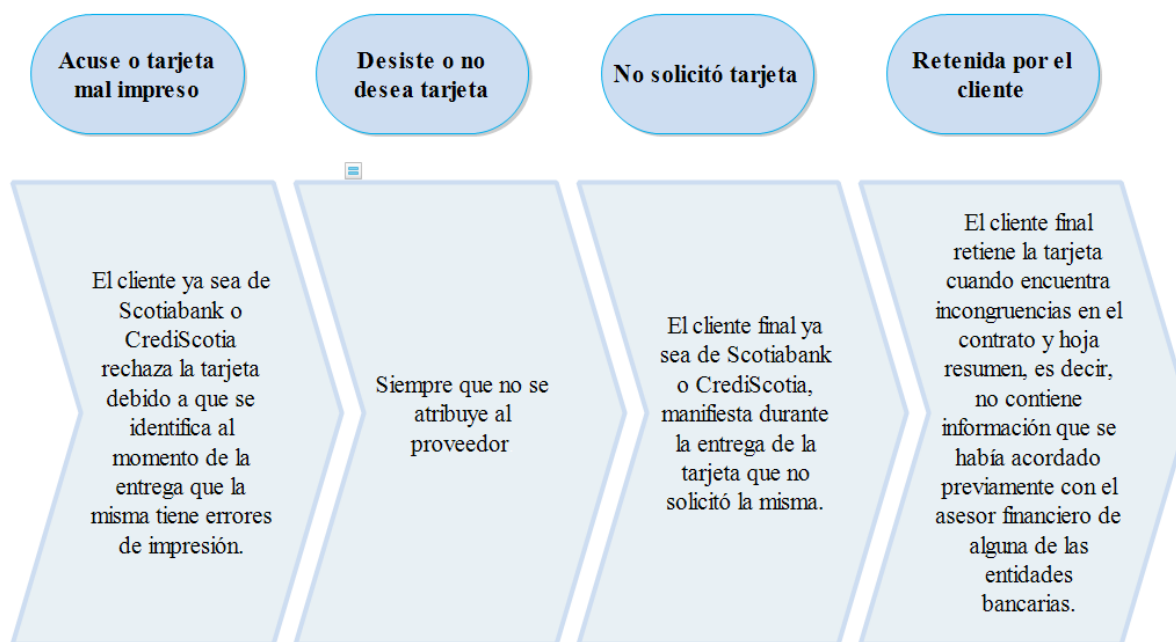 Acuse o tarjeta
mal impreso
Desiste o no
desea tarjeta
No solicitó tarjeta
Retenida por el
cliente
El cliente ya sea de
Scotiabank o
CrediScotia
rechaza la tarjeta
debido a que se
identifica al
momento de la
entrega que la
misma tiene errores
de impresión.
Siempre que no se
atribuye al
proveedor
El cliente final ya
sea de Scotiabank
o CrediScotia,
manifiesta durante
la entrega de la
tarjeta que no
solicitó la misma.
El cliente final
retiene la tarjeta
cuando encuentra
incongruencias en el
contrato y hoja
resumen, es decir,
no contiene
información que se
había acordado
previamente con el
asesor financiero de
alguna de las
entidades
bancarias.